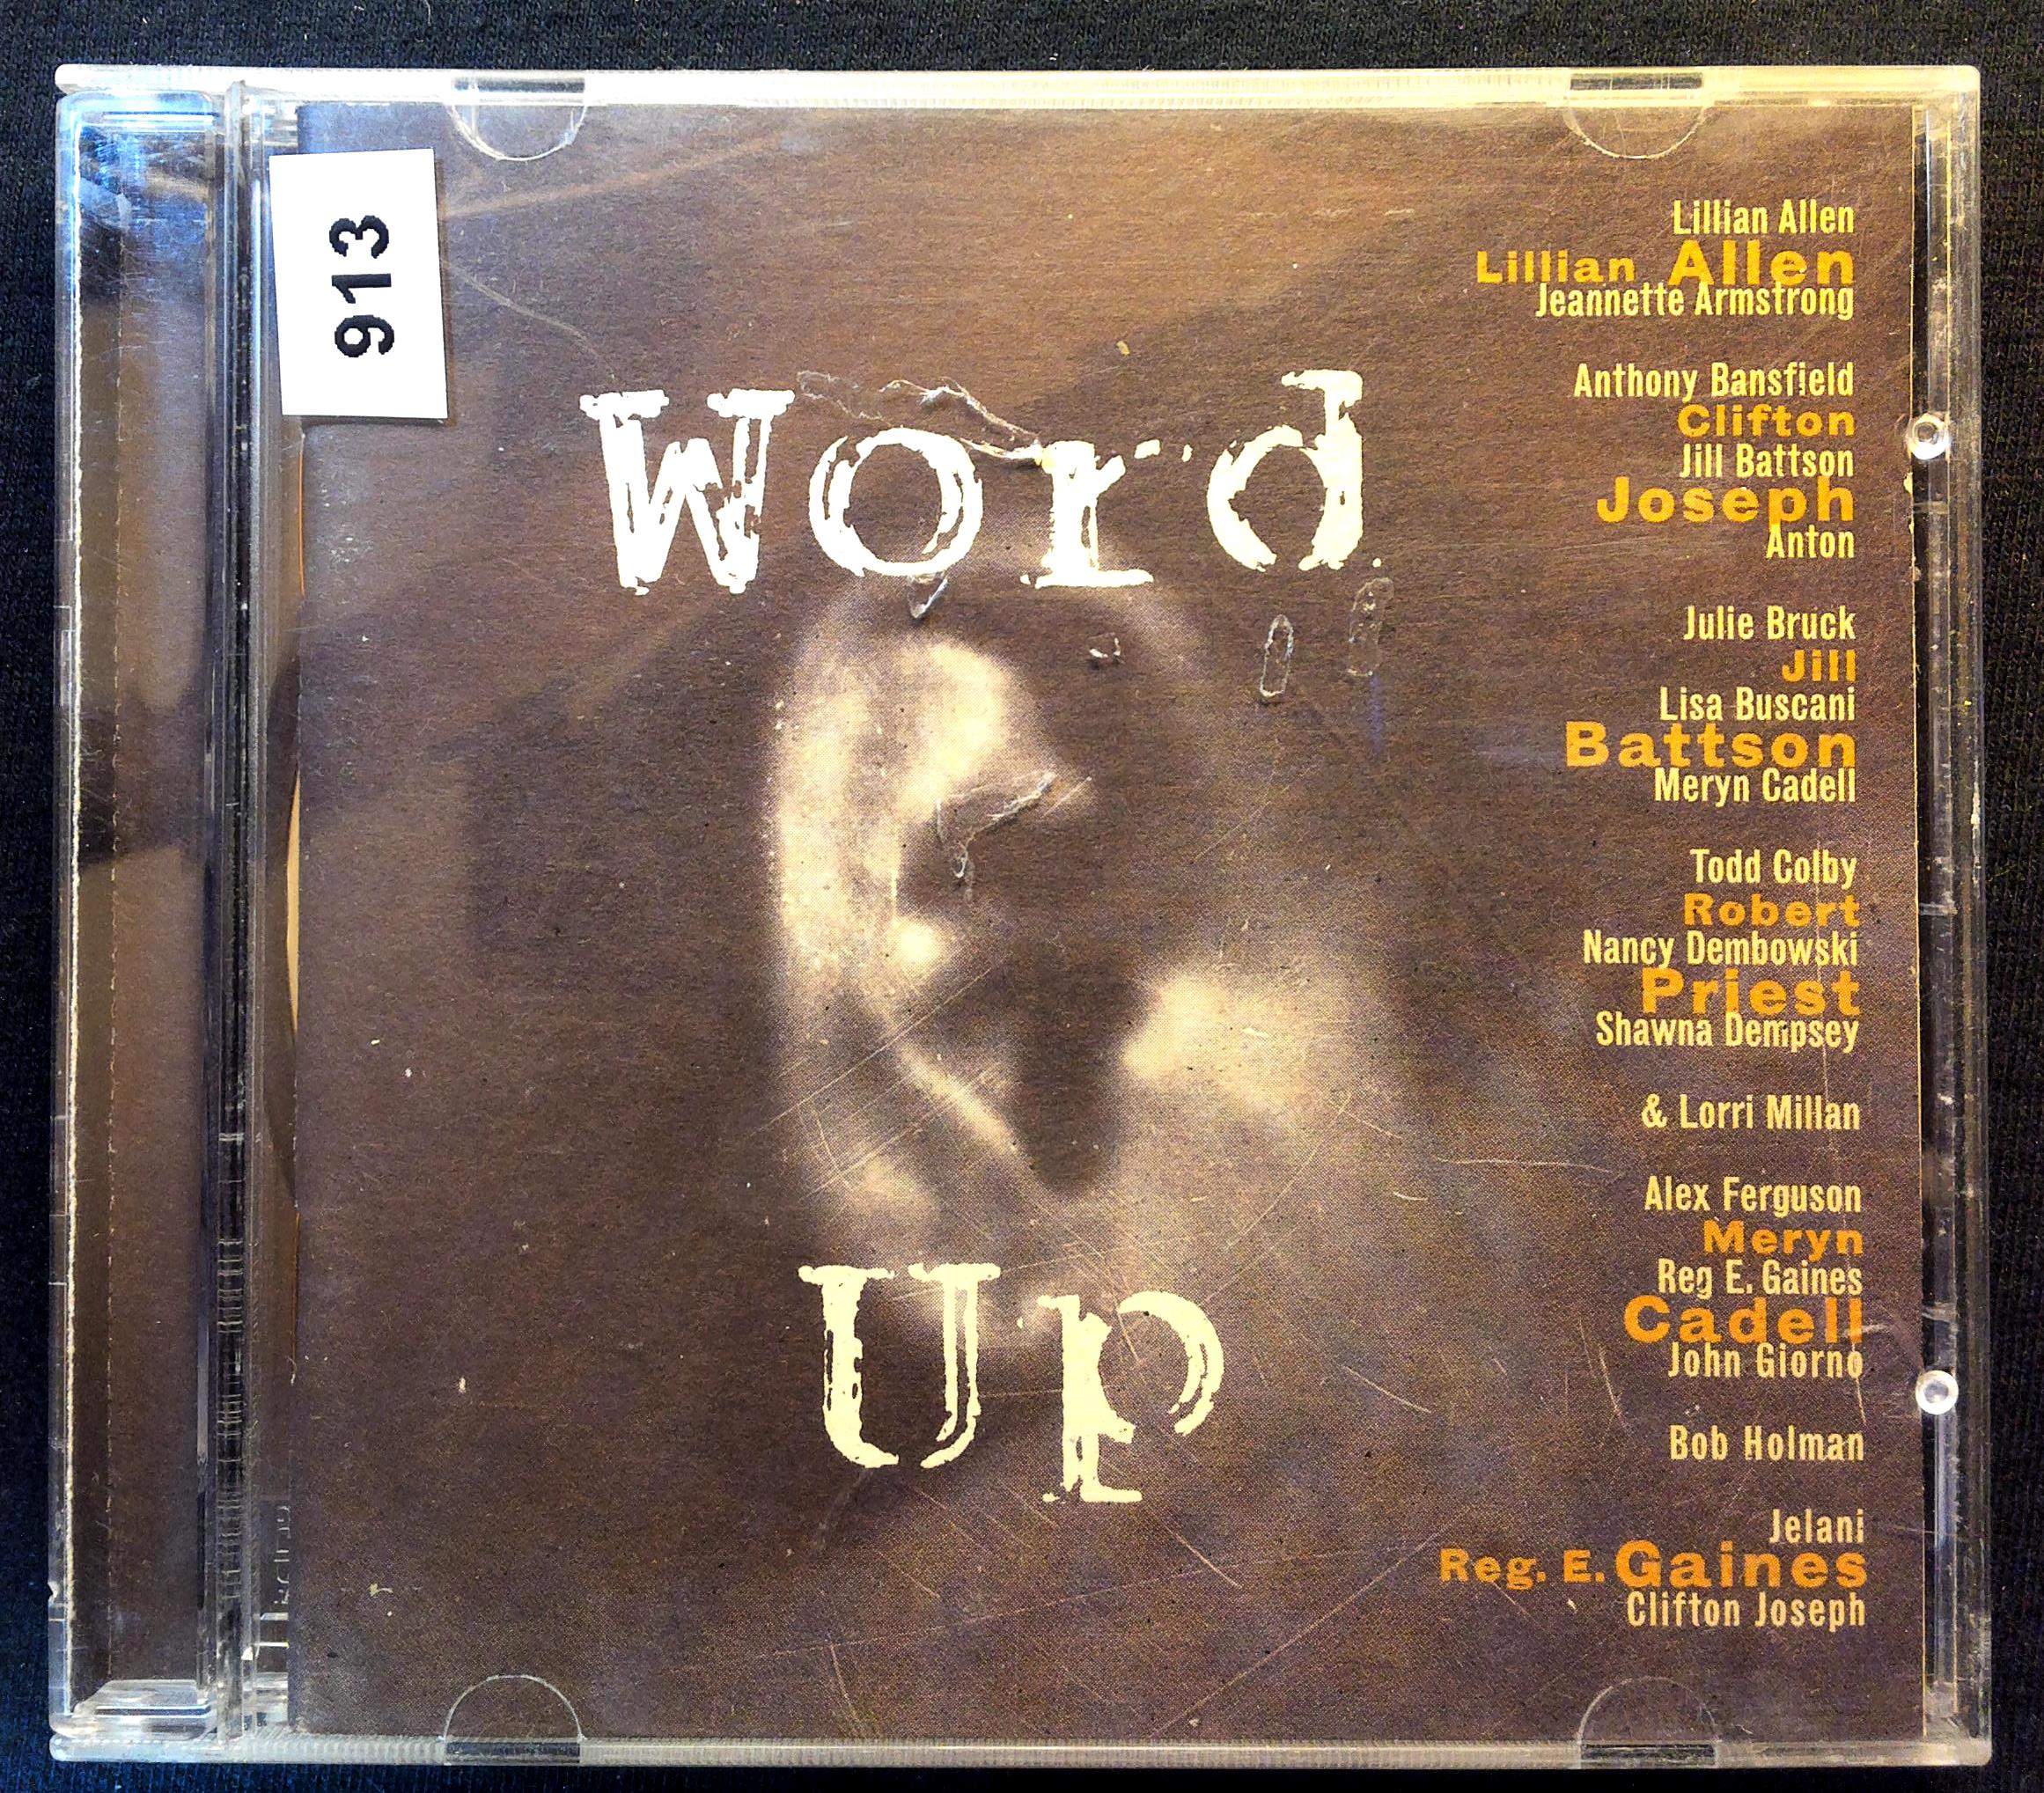 913
Word
Up
Lillian Allen
Lillian Allen
Jeannette Armstrong
Anthony Bansfield
Clifton
Jill Battson
Joseph
Anton
Julie Bruck
Jill
Lisa Buscani
Battson
Meryn Cadell
Todd Colby
Robert
Nancy Dembowski
Priest
Shawna Dempsey
& Lorri Millan
Alex Ferguson
Meryn
Reg E. Gaines
Cadell
John Giorno
Bob Holman
Jelani
Reg. E. Gaines
Clifton Joseph